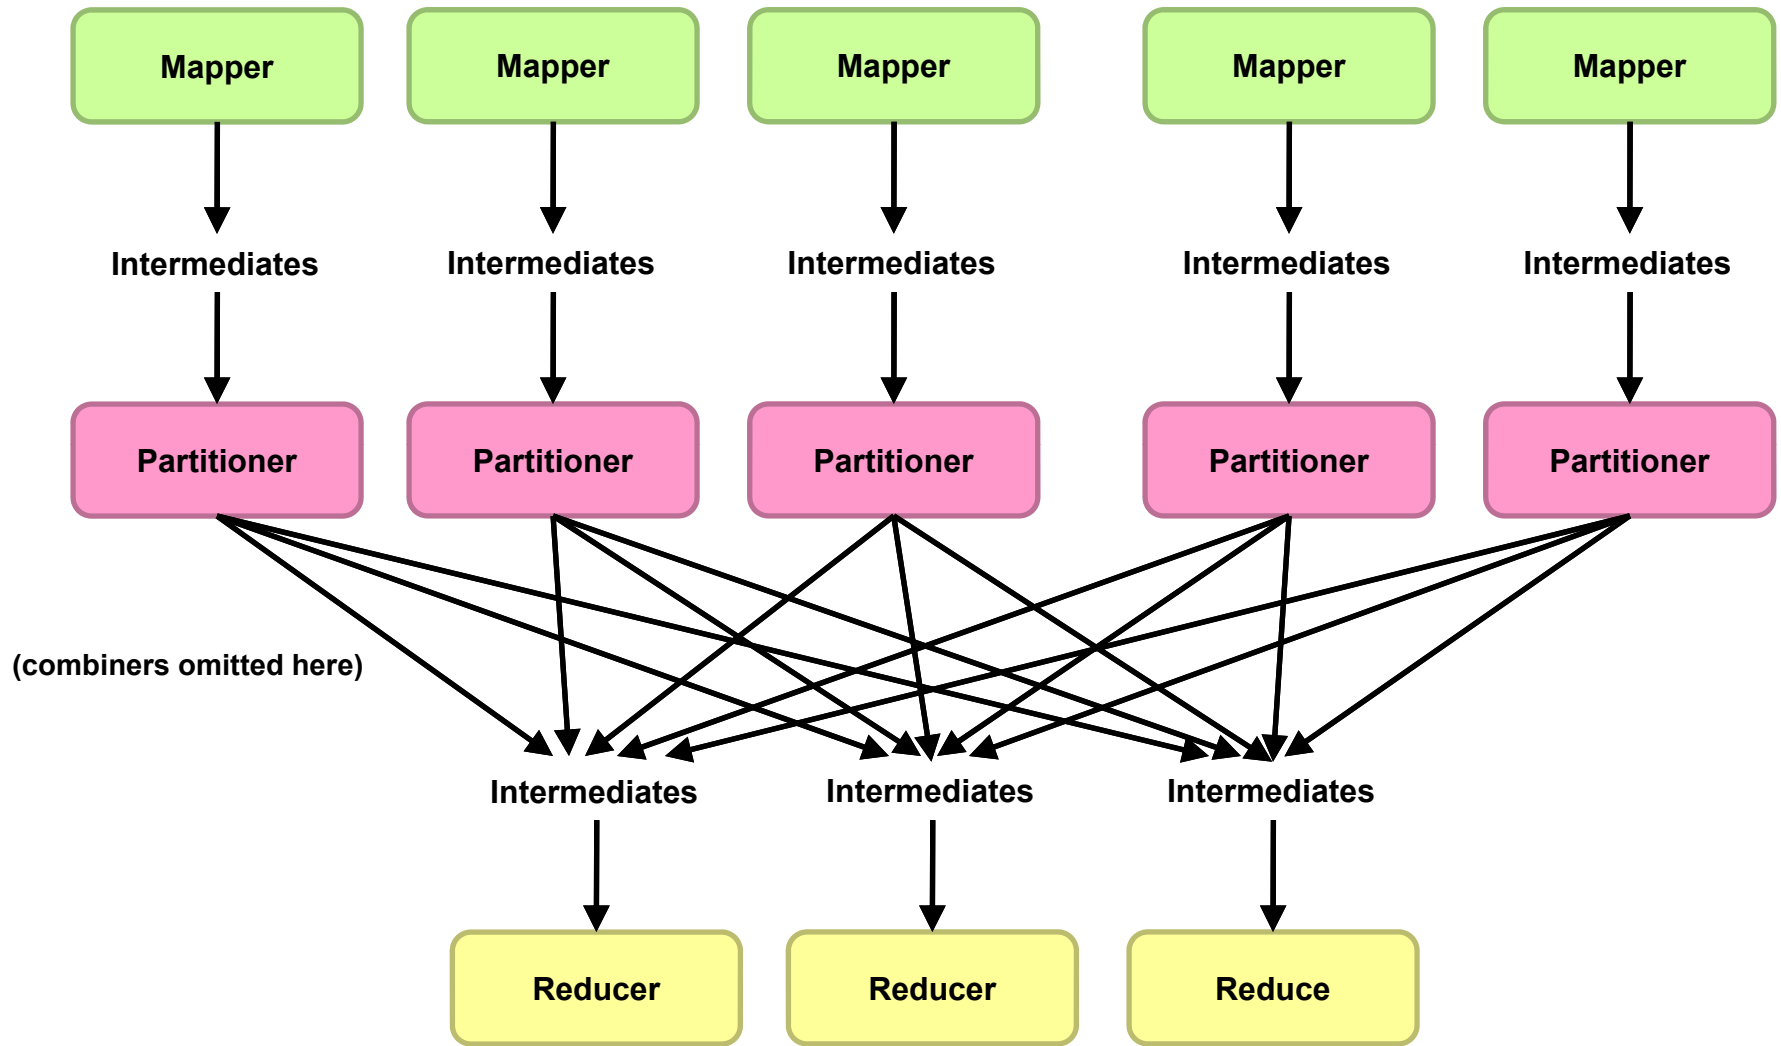 Mapper
Mapper
Mapper
Mapper
Mapper
Intermediates
Intermediates
Intermediates
Intermediates
Intermediates
Partitioner
Partitioner
Partitioner
Partitioner
Partitioner
(combiners omitted here)
Intermediates
Intermediates
Intermediates
Reducer
Reducer
Reduce